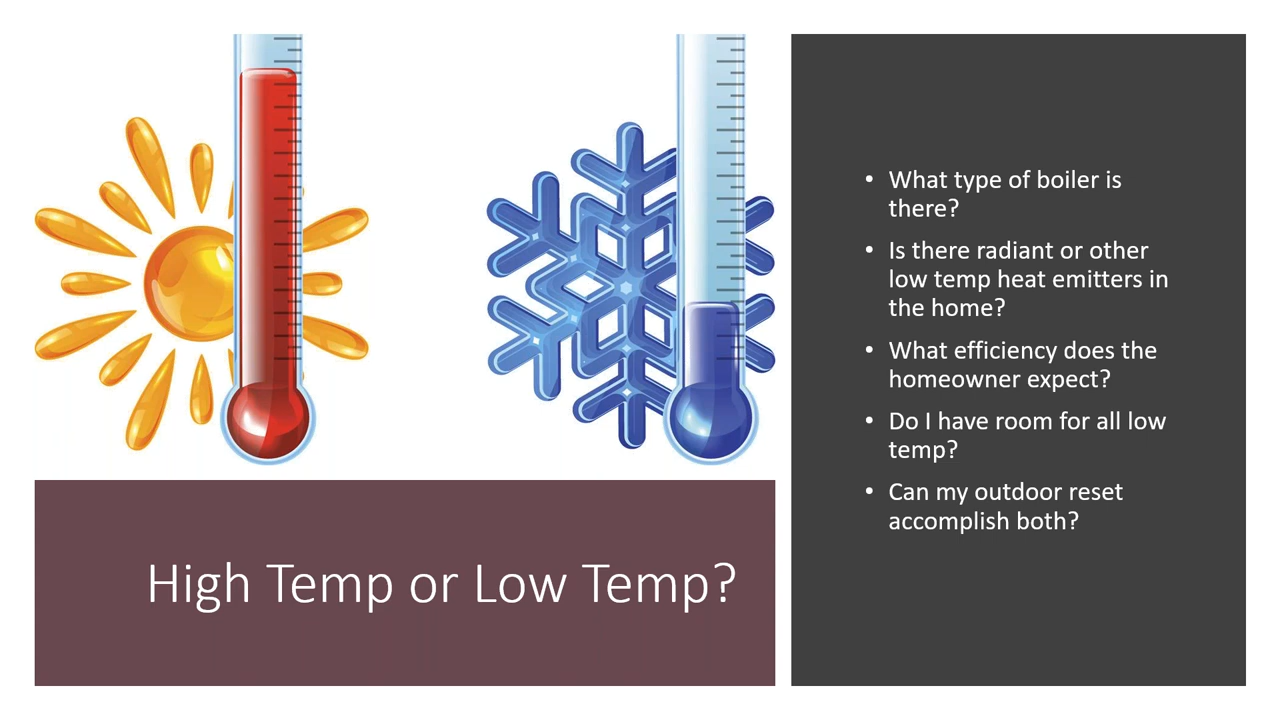 High Temp or Low Temp?
• What type of boiler is
there?
• Is there radiant or other
low temp heat emitters in
the home?
• What efficiency does the
homeowner expect?
• Do I have room for all low
temp?
• Can my outdoor reset
accomplish both?